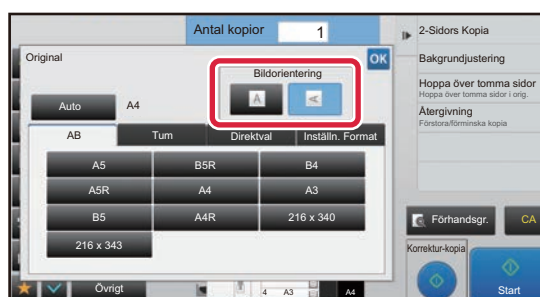 Antal kopior 1
2-Sidors Kopia
Original
OK
Bildorientering
Bakgrundjustering
A A
Hoppa över tomma sidor
Hoppa över tomma sidor i orig.
Auto A4
Återgivning
Förstora/förminska kopia
AB Tum Direktval Inställn. Format
A5 B5R B4
A5R A4 A3
B5 A4R 216 x 340
216 x 343
Förhandsgr. CA
Korrektur-kopia
Övrigt 4 A3 A4
Start